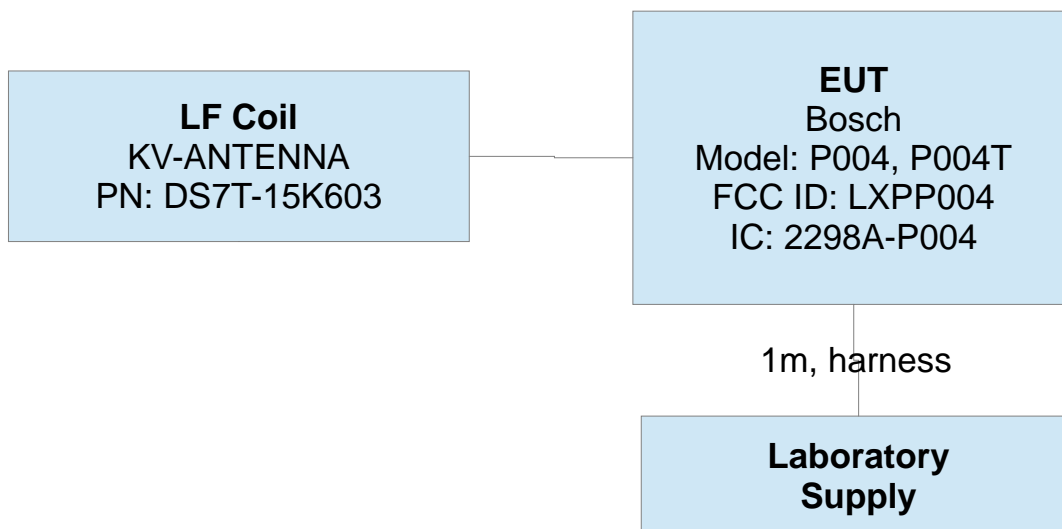 LF Coil
KV-ANTENNA
PN: DS7T-15K603
EUT
Bosch
Model: P004, P004T
FCC ID: LXPP004
IC: 2298A-P004
1m, harness
Laboratory
Supply